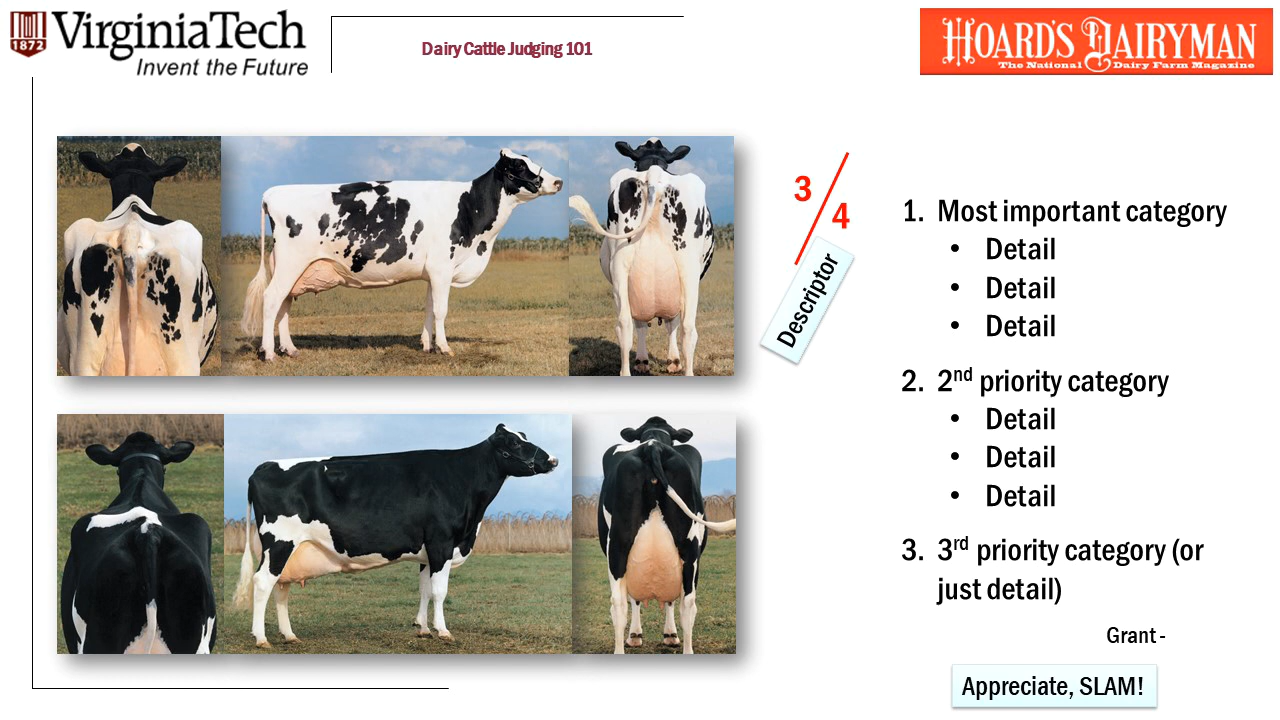 1872
VirginiaTech
Invent the Future
Dairy Cattle Judging 101
HOARD'S DAIRYMAN
The National Dairy Farm Magazine
3
4
Descriptor
1. Most important category
• Detail
• Detail
• Detail
2. 2nd priority category
• Detail
• Detail
• Detail
3. 3rd priority category (or
just detail)
Grant -
Appreciate, SLAM!